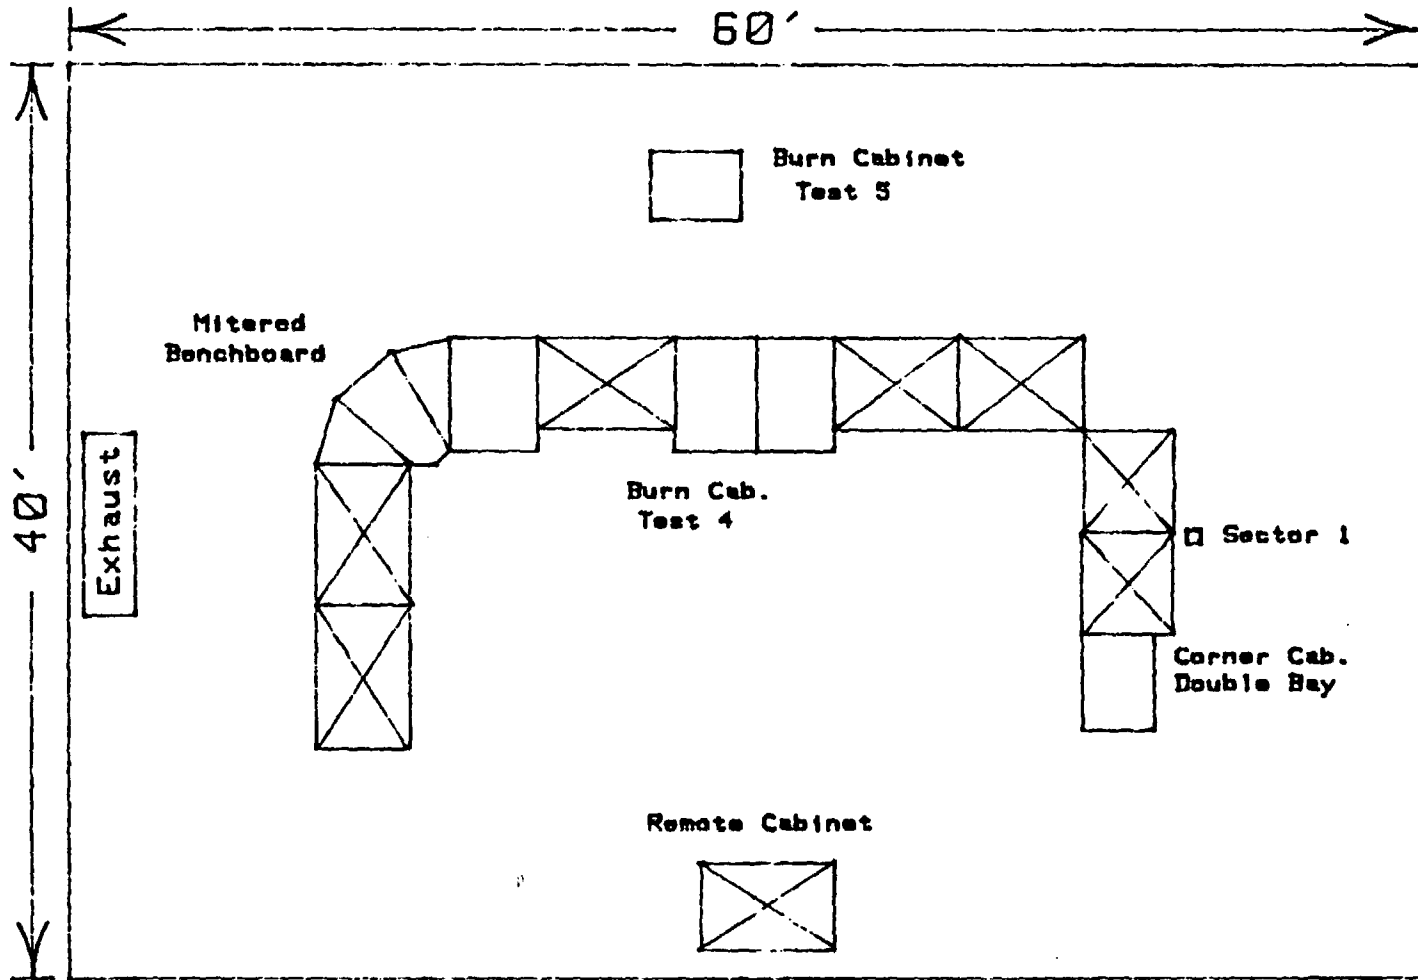 60'
Burn Cabinet
Test 5
Mitered
Benchboard
40'
Exhaust
Burn Cab.
Test 4
Sector 1
Corner Cab.
Double Bay
Remote Cabinet